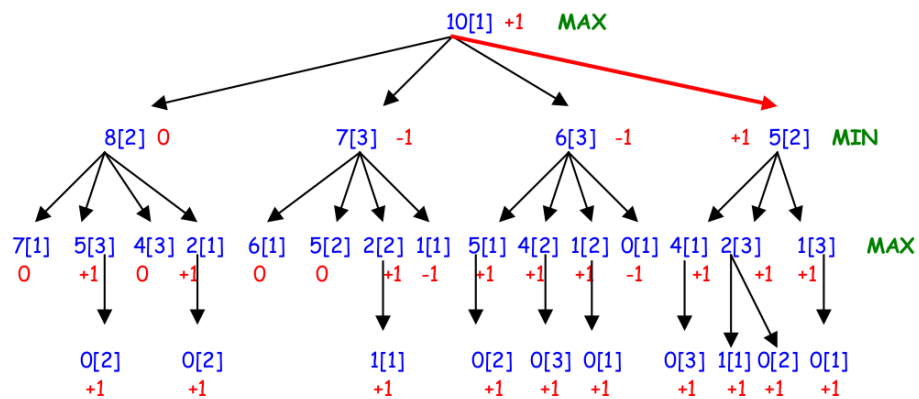 10[1] +1 MAX
8[2] 0 7[3] -1 6[3] -1 +1 5[2] MIN
7[1] 5[3] 4[3] 2[1] 6[1] 5[2] 2[2] 1[1] 5[1] 4[2] 1[2] 0[1] 4[1] 2[3] 1[3] MAX
0 +1 0 +1 0 0 +1 -1 +1 +1 +1 -1 +1 +1 +1
0[2] 0[2] 1[1] 0[2] 0[3] 0[1] 0[3] 1[1] 0[2] 0[1]
+1 +1 +1 +1 +1 +1 +1 +1 +1 +1